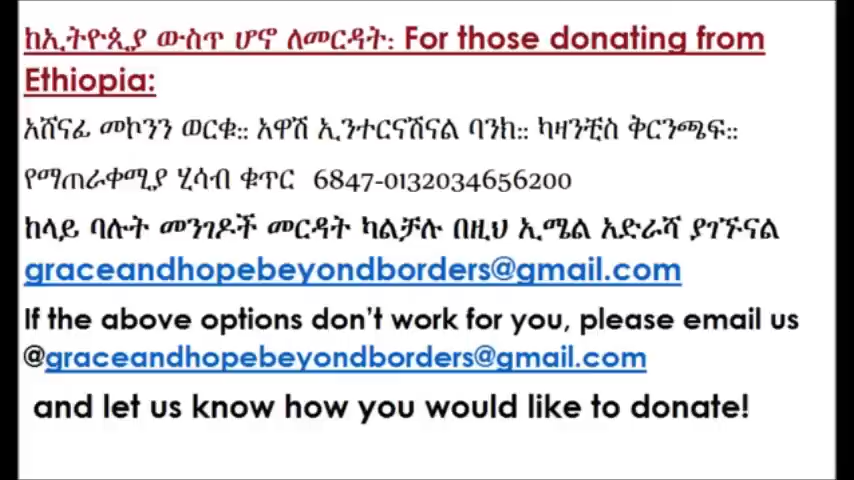 ከኢትዮጲያ ውስጥ ሆኖ ለመርዳት: For those donating from
Ethiopia:
አሸናፊ መኮንን ወርቁ። አዋሽ ኢንተርናሽናል ባንክ። ካዛንቺስ ቅርንጫፍ።
የማጠራቀሚያ ሂሳብ ቁጥር 6847-0132034656200
ከላይ ባሉት መንገዶች መርዳት ካልቻሉ በዚህ ኢሜል አድራሻ ያገኙናል
graceandhopebeyondborders@gmail.com
If the above options don't work for you, please email us
@graceandhopebeyondborders@gmail.com
and let us know how you would like to donate!